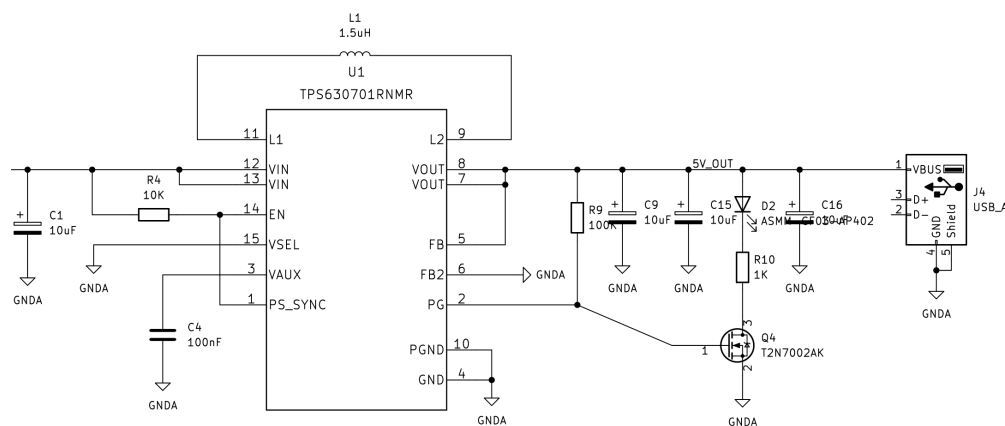 L1
1.5uH
U1
TPS630701RNMR
11 L1
L2 9
12 VIN
VOUT 8
5V_OUT
1 VBUS
13 VIN
VOUT 7
R4
10K
J4
USB_A
3 D+
2 D-
GND
Shield
4
5
14 EN
C1
10uF
R9
100K
C9
10uF
C15
10uF
D2
ASMM-CF03-AP402
C16
10uF
15 VSEL
FB 5
3 VAUX
FB2 6
GNDA
R10
1K
GNDA
GNDA
GNDA
GNDA
GNDA
GNDA
1 PS_SYNC
PG 2
C4
100nF
3
Q4
T2N7002AK
1
2
PGND 10
GND 4
GNDA
GNDA
GNDA